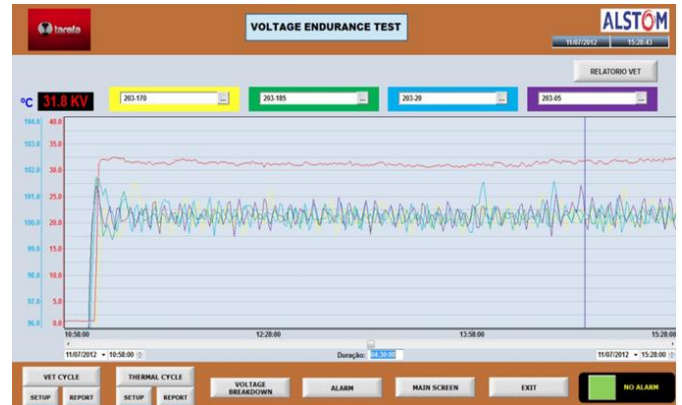 tarefa
VOLTAGE ENDURANCE TEST
ALSTOM
11/07/2012 15:28:43
RELATORIO VET
ºC 31.8 KV 203-170 ... 203-185 ... 203-20 ... 203-05 ...
104.0 40.0
103.0 35.0
102.0 30.0
101.0 25.0
100.0 20.0
99.0 15.0
98.0 10.0
97.0 5.0
96.0 0.0
10:58:00 12:28:00 13:58:00 15:28:00
11/07/2012 10:58:00 Duração: 04:30:00 11/07/2012 15:28:00
VET CYCLE THERMAL CYCLE
SETUP REPORT SETUP REPORT
VOLTAGE BREAKDOWN ALARM MAIN SCREEN EXIT NO ALARM